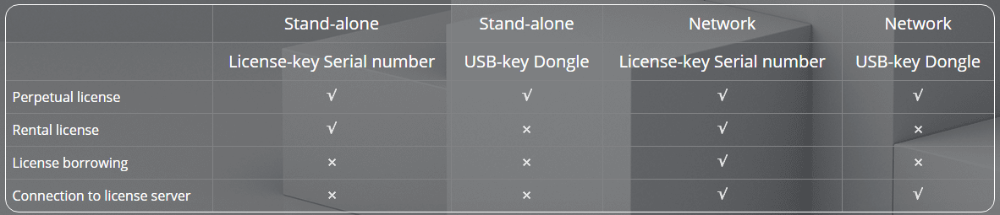 Stand-alone Stand-alone Network Network
License-key Serial number USB-key Dongle License-key Serial number USB-key Dongle
Perpetual license √ √ √ √
Rental license √ × √ ×
License borrowing × × √ ×
Connection to license server × × √ √